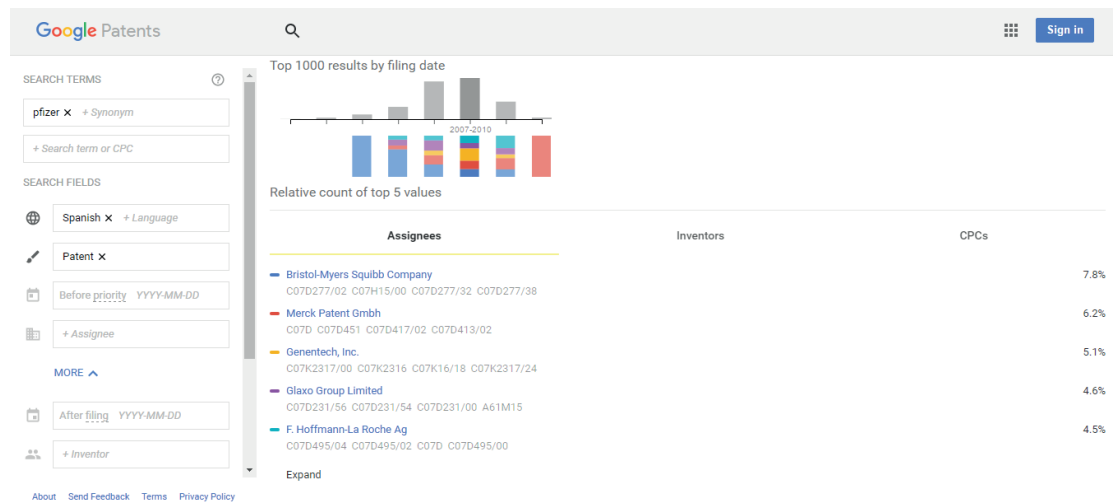 Google Patents
Sign in
SEARCH TERMS
pfizer × + Synonym
+ Search term or CPC
SEARCH FIELDS
Spanish × + Language
Patent ×
Before priority YYYY-MM-DD
+ Assignee
MORE
After filing YYYY-MM-DD
+ Inventor
About Send Feedback Terms Privacy Policy
Top 1000 results by filing date
2007-2010
Relative count of top 5 values
Assignees Inventors CPCs
Bristol-Myers Squibb Company 7.8%
C07D277/02 C07H15/00 C07D277/32 C07D277/38
Merck Patent Gmbh 6.2%
C07D C07D451 C07D417/02 C07D413/02
Genentech, Inc. 5.1%
C07K2317/00 C07K2316 C07K16/18 C07K2317/24
Glaxo Group Limited 4.6%
C07D231/56 C07D231/54 C07D231/00 A61M15
F. Hoffmann-La Roche Ag 4.5%
C07D495/04 C07D495/02 C07D C07D495/00
Expand